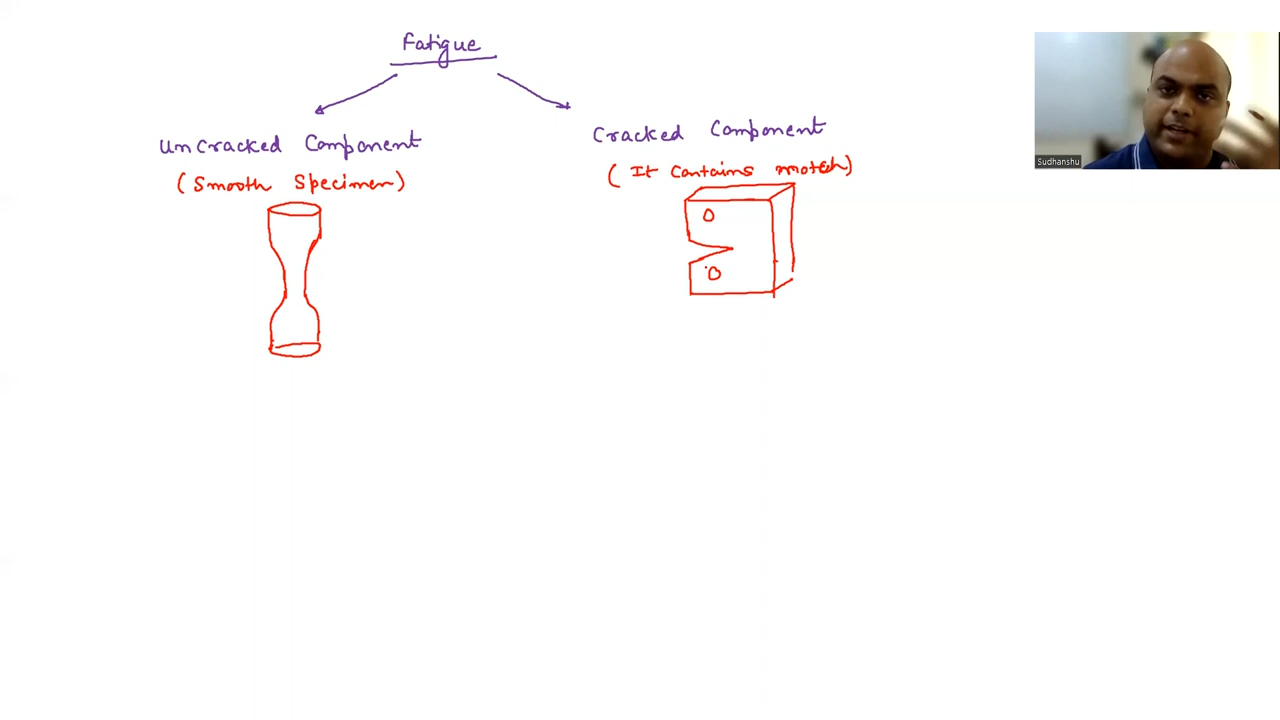 Fatigue
Uncracked Component
(Smooth Specimen)
Cracked Component
(It Contains notch)
Sudhanshu